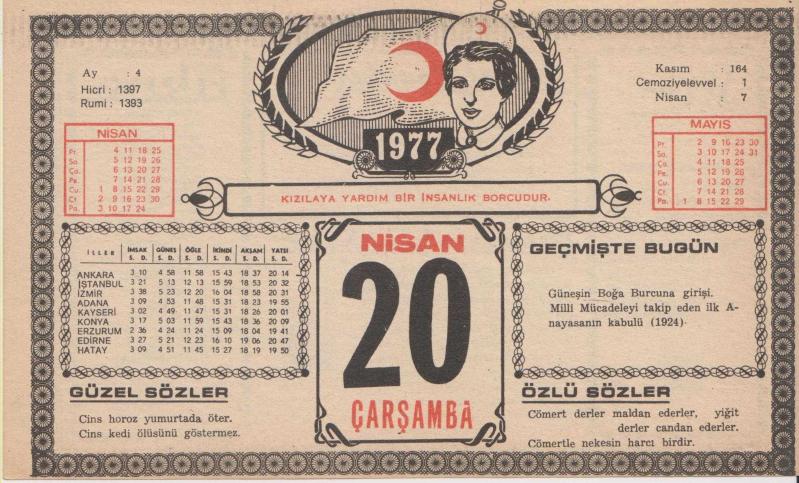 Ay : 4
Hicri : 1397
Rumi : 1393
Kasım : 164
Cemaziyelevvel : 1
Nisan : 7
1977
NİSAN
Pr. 4 11 18 25
Sa. 5 12 19 26
Ça. 6 13 20 27
Pe. 7 14 21 28
Cu. 1 8 15 22 29
Ct. 2 9 16 23 30
Pa. 3 10 17 24
MAYIS
Pr. 2 9 16 23 30
Sa. 3 10 17 24 31
Ça. 4 11 18 25
Pe. 5 12 19 26
Cu. 6 13 20 27
Ct. 7 14 21 28
Pa. 1 8 15 22 29
KIZILAYA YARDIM BİR İNSANLIK BORCUDUR.
İLLER İMSAK GÜNEŞ ÖĞLE İKİNDİ AKŞAM YATSI
S. D. S. D. S. D. S. D. S. D. S. D.
ANKARA 3 10 4 58 11 58 15 43 18 37 20 14
İSTANBUL 3 21 5 13 12 13 15 59 18 53 20 32
İZMİR 3 38 5 23 12 20 16 04 18 58 20 31
ADANA 3 09 4 53 11 48 15 31 18 23 19 55
KAYSERİ 3 02 4 49 11 47 15 31 18 26 20 01
KONYA 3 17 5 03 11 59 15 43 18 36 20 09
ERZURUM 2 36 4 24 11 24 15 09 18 04 19 41
EDİRNE 3 27 5 21 12 23 16 10 19 06 20 47
HATAY 3 09 4 51 11 45 15 27 18 19 19 50
NİSAN
20
ÇARŞAMBA
GEÇMİŞTE BUGÜN
Güneşin Boğa Burcuna girişi.
Milli Mücadeleyi takip eden ilk A-
nayasanın kabulü (1924).
GÜZEL SÖZLER
Cins horoz yumurtada öter.
Cins kedi ölüsünü göstermez.
ÖZLÜ SÖZLER
Cömert derler maldan ederler, yiğit
derler candan ederler.
Cömertle nekesin harcı birdir.